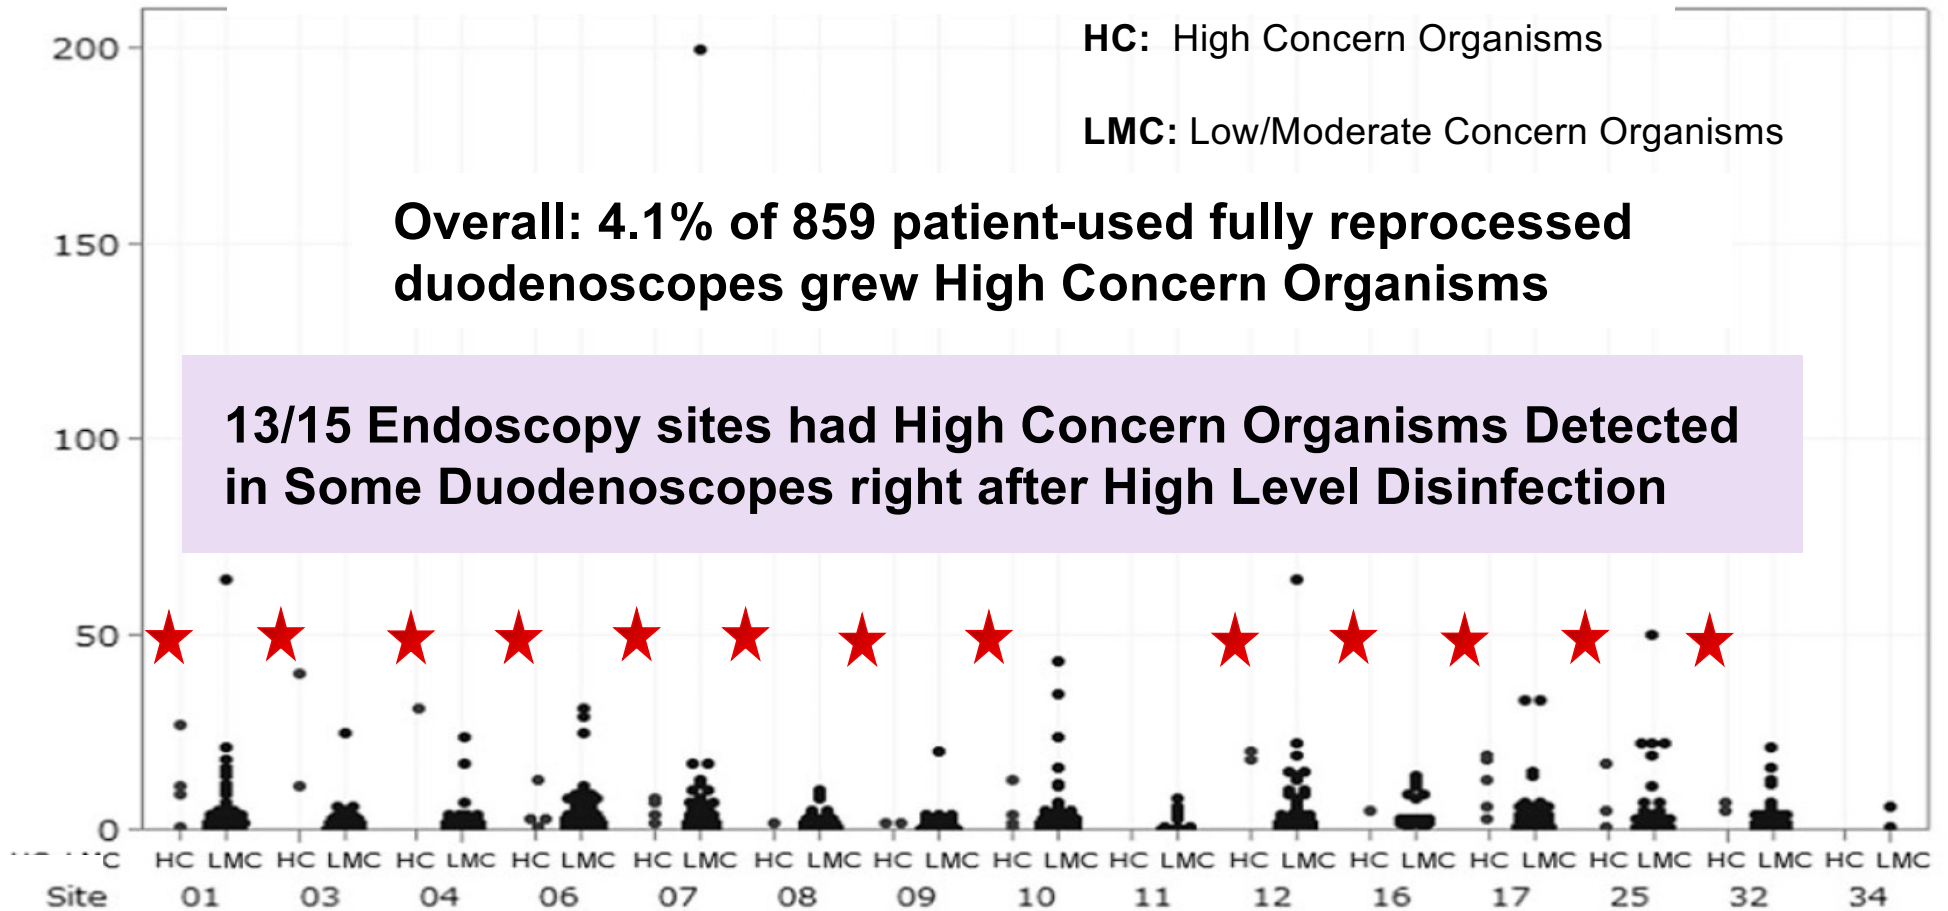 200
HC: High Concern Organisms
LMC: Low/Moderate Concern Organisms
Overall: 4.1% of 859 patient-used fully reprocessed
duodenoscopes grew High Concern Organisms
150
13/15 Endoscopy sites had High Concern Organisms Detected
in Some Duodenoscopes right after High Level Disinfection
100
50
0
HC LMC HC LMC HC LMC HC LMC HC LMC HC LMC HC LMC HC LMC HC LMC HC LMC HC LMC HC LMC HC LMC HC LMC HC LMC
Site 01 03 04 06 07 08 09 10 11 12 16 17 25 32 34